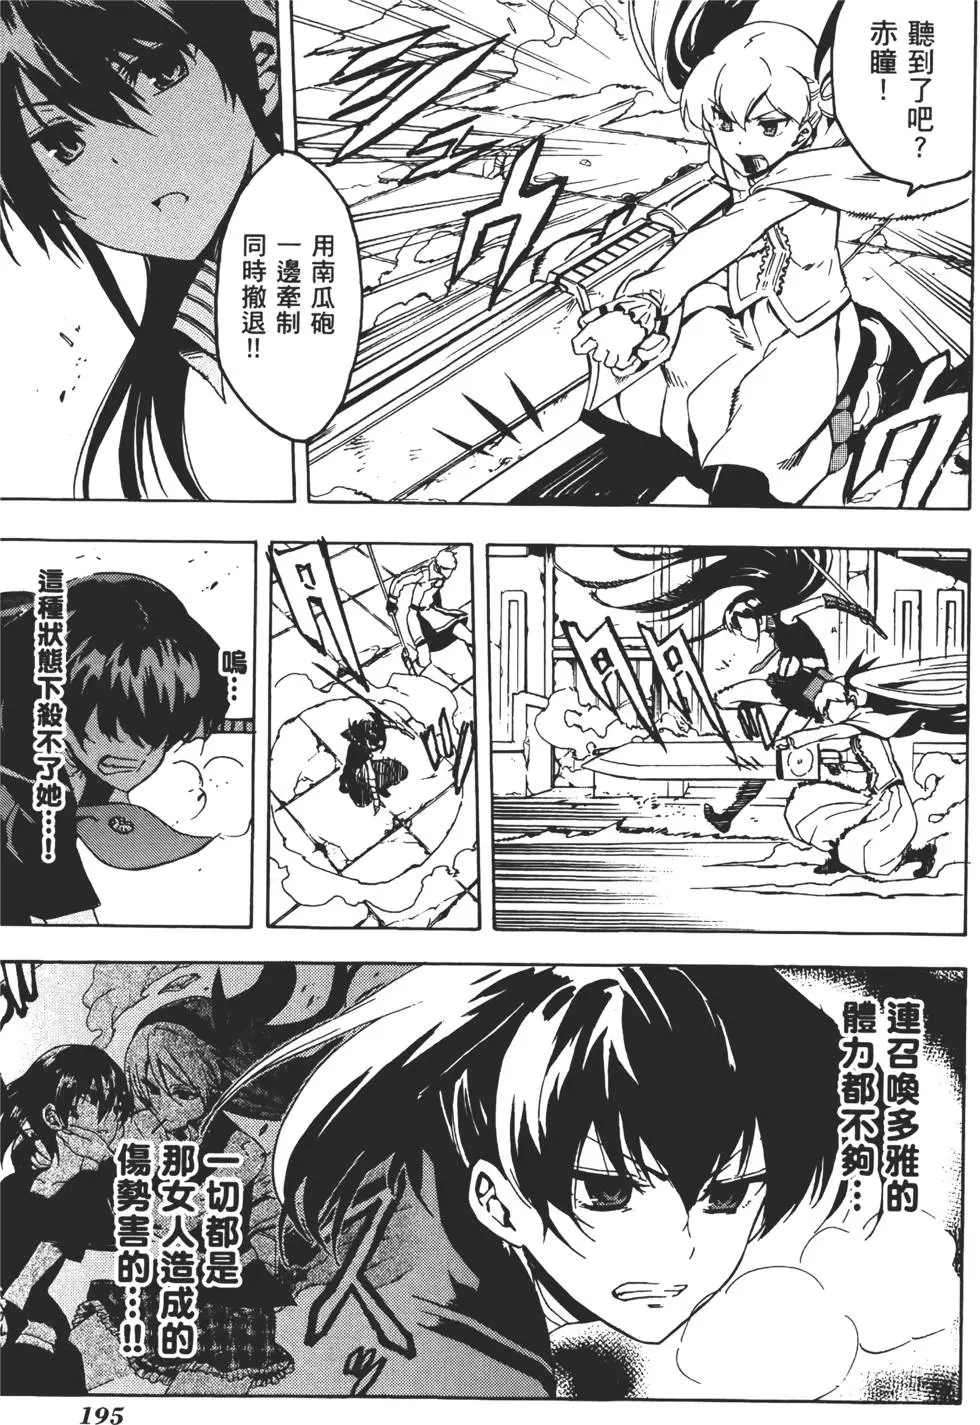 聽到了吧？
赤瞳！
用南瓜砲
一邊牽制
同時撤退!!
嗚…
這種狀態下殺不了她……！
連召喚多雅的
體力都不夠…
一切都是
那女人造成的
傷勢害的…!!
195